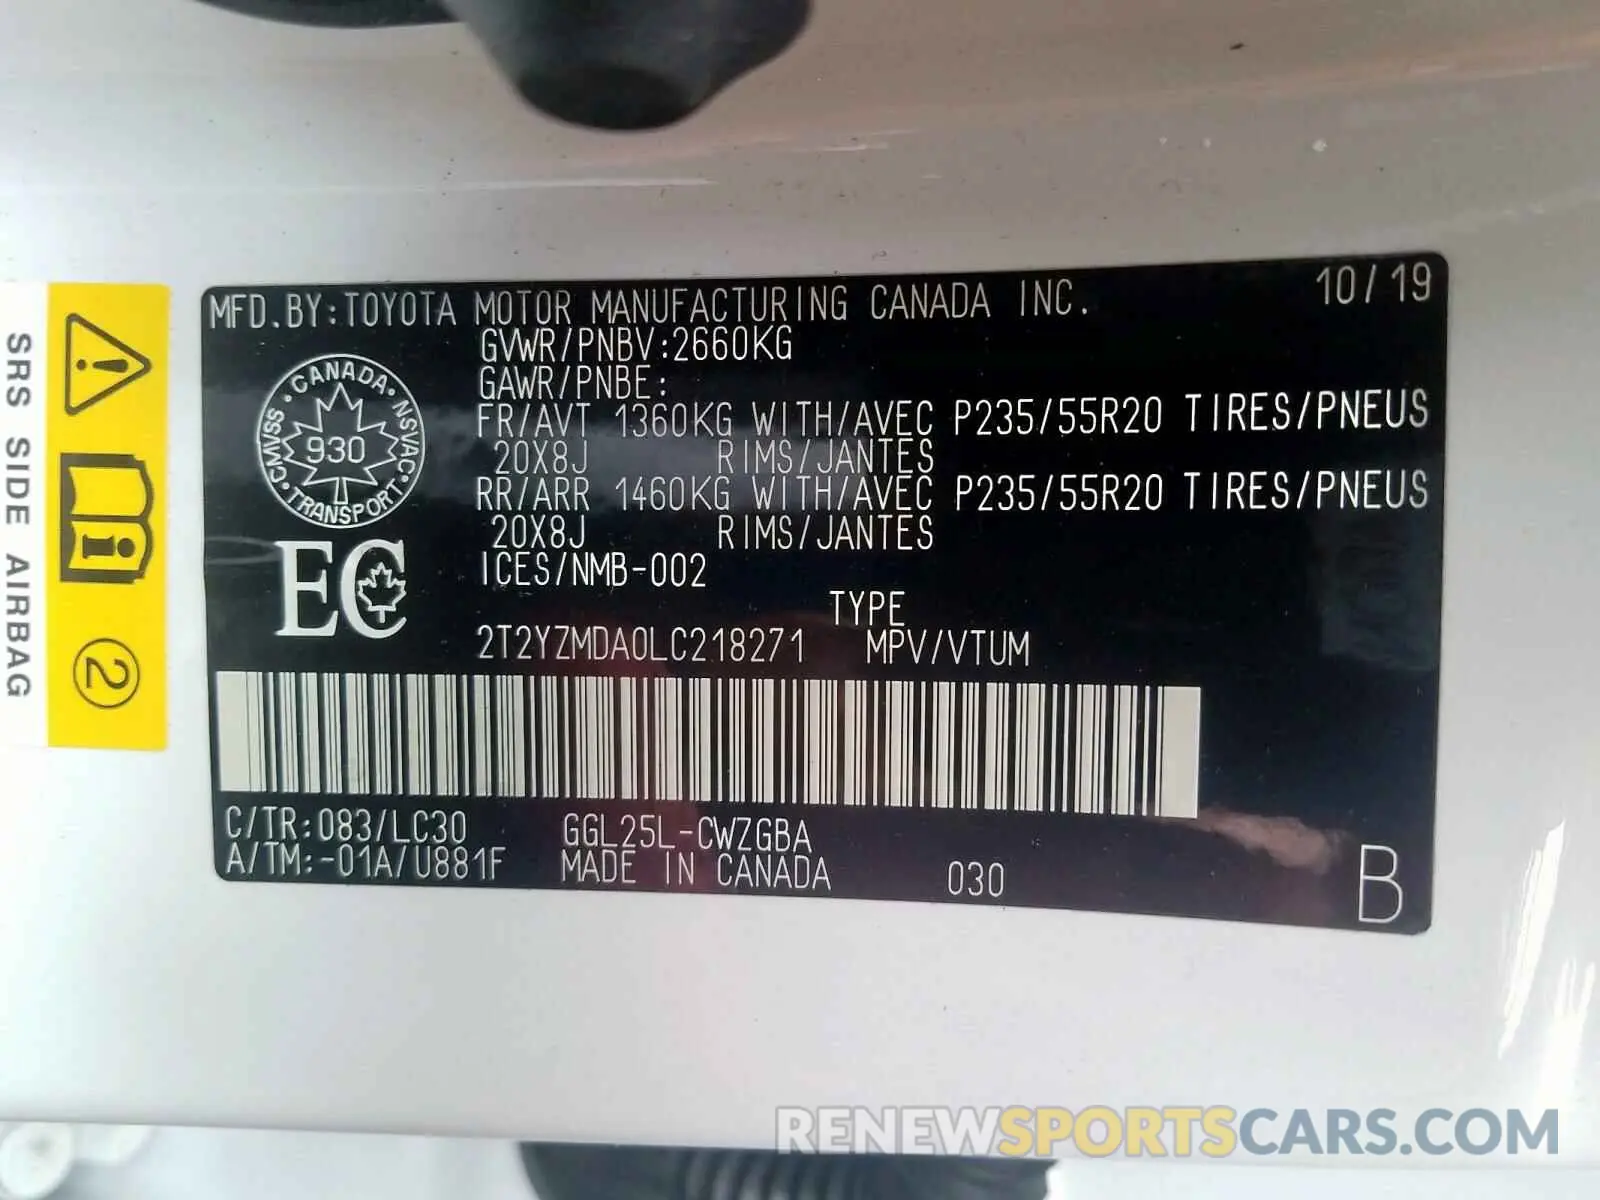 MFD.BY:TOYOTA MOTOR MANUFACTURING CANADA INC. 10/19
GVWR/PNBV:2660KG
GAWR/PNBE:
FR/AVT 1360KG WITH/AVEC P235/55R20 TIRES/PNEUS
20X8J RIMS/JANTES
RR/ARR 1460KG WITH/AVEC P235/55R20 TIRES/PNEUS
20X8J RIMS/JANTES
ICES/NMB-002
TYPE
2T2YZMDA0LC218271 MPV/VTUM
CANADA
CMVSS 930 NSVAC
TRANSPORT
EC
C/TR:083/LC30 GGL25L-CWZGBA
A/TM:-01A/U881F MADE IN CANADA 030
B
SRS SIDE AIRBAG
2
RENEWSPORTSCARS.COM